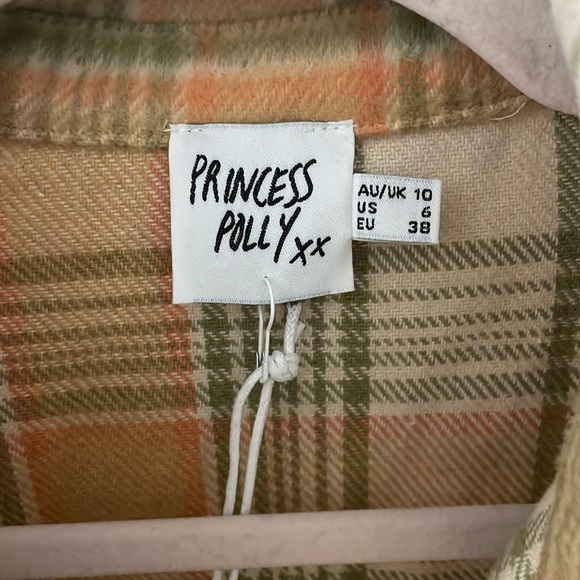 PRINCESS
POLLY xx
AU/UK 10
US 6
EU 38